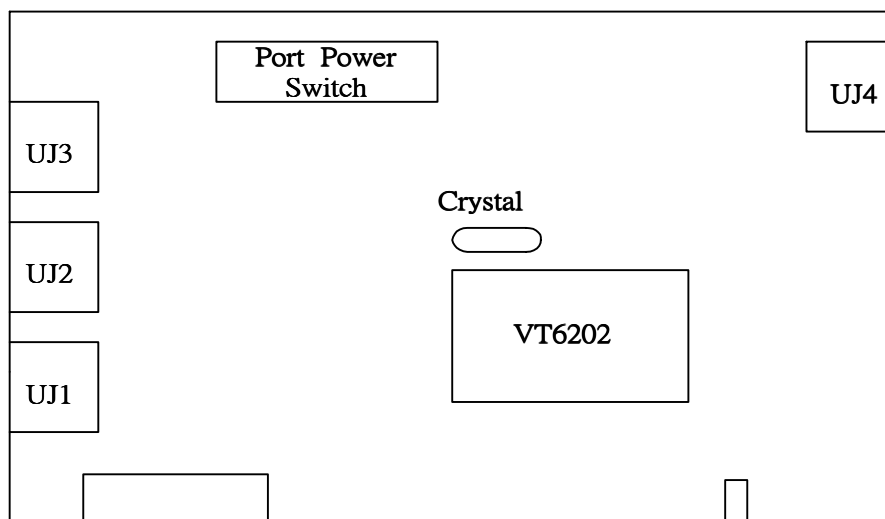 Port Power
Switch
UJ4
UJ3
Crystal
UJ2
VT6202
UJ1